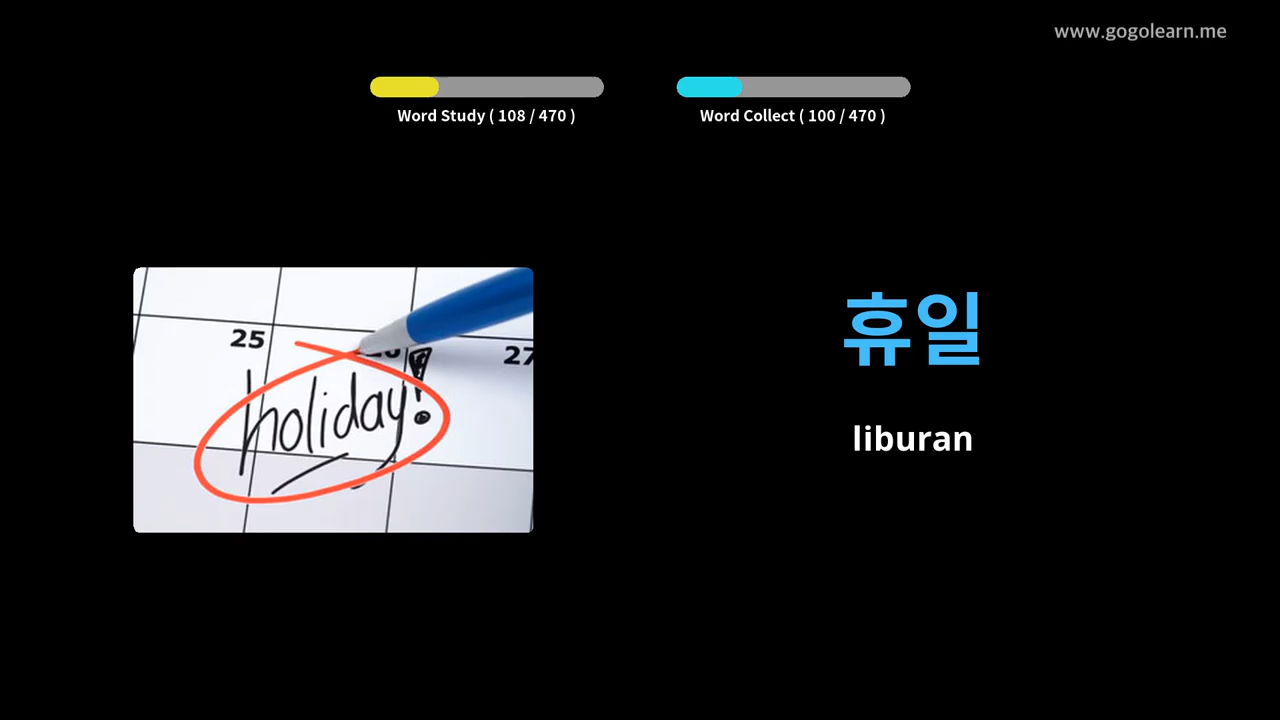 www.gogolearn.me
Word Study ( 108 / 470 )
Word Collect ( 100 / 470 )
25
27
holiday!
휴일
liburan